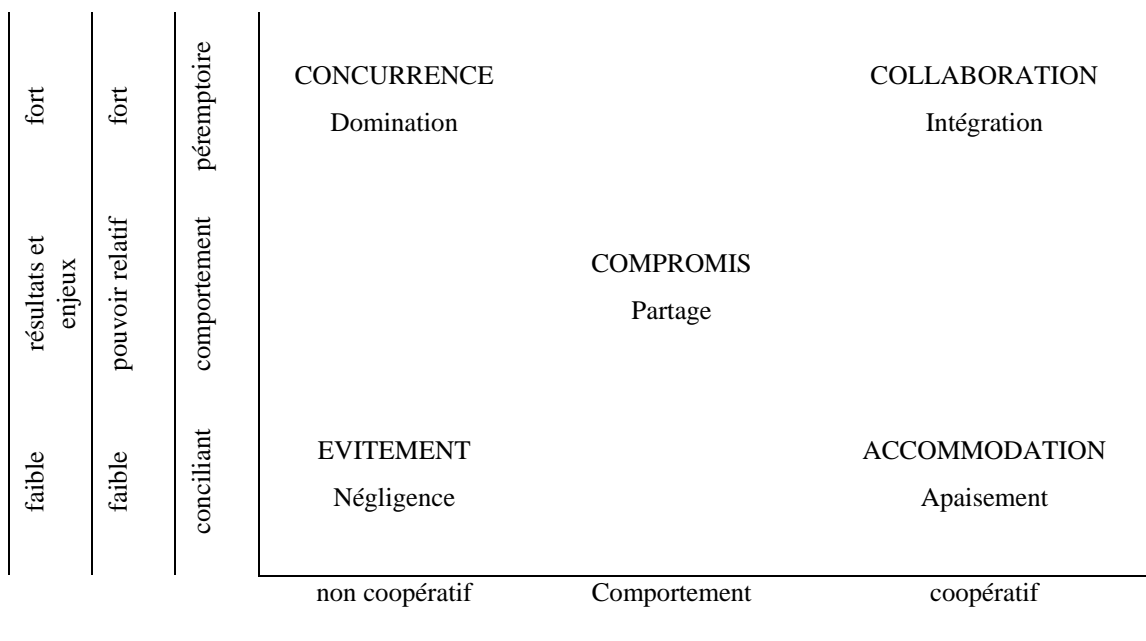 fort
fort
péremptoire
CONCURRENCE
COLLABORATION
Domination
Intégration
résultats et
enjeux
pouvoir relatif
comportement
COMPROMIS
Partage
faible
faible
conciliant
EVITEMENT
ACCOMMODATION
Négligence
Apaisement
non coopératif
Comportement
coopératif